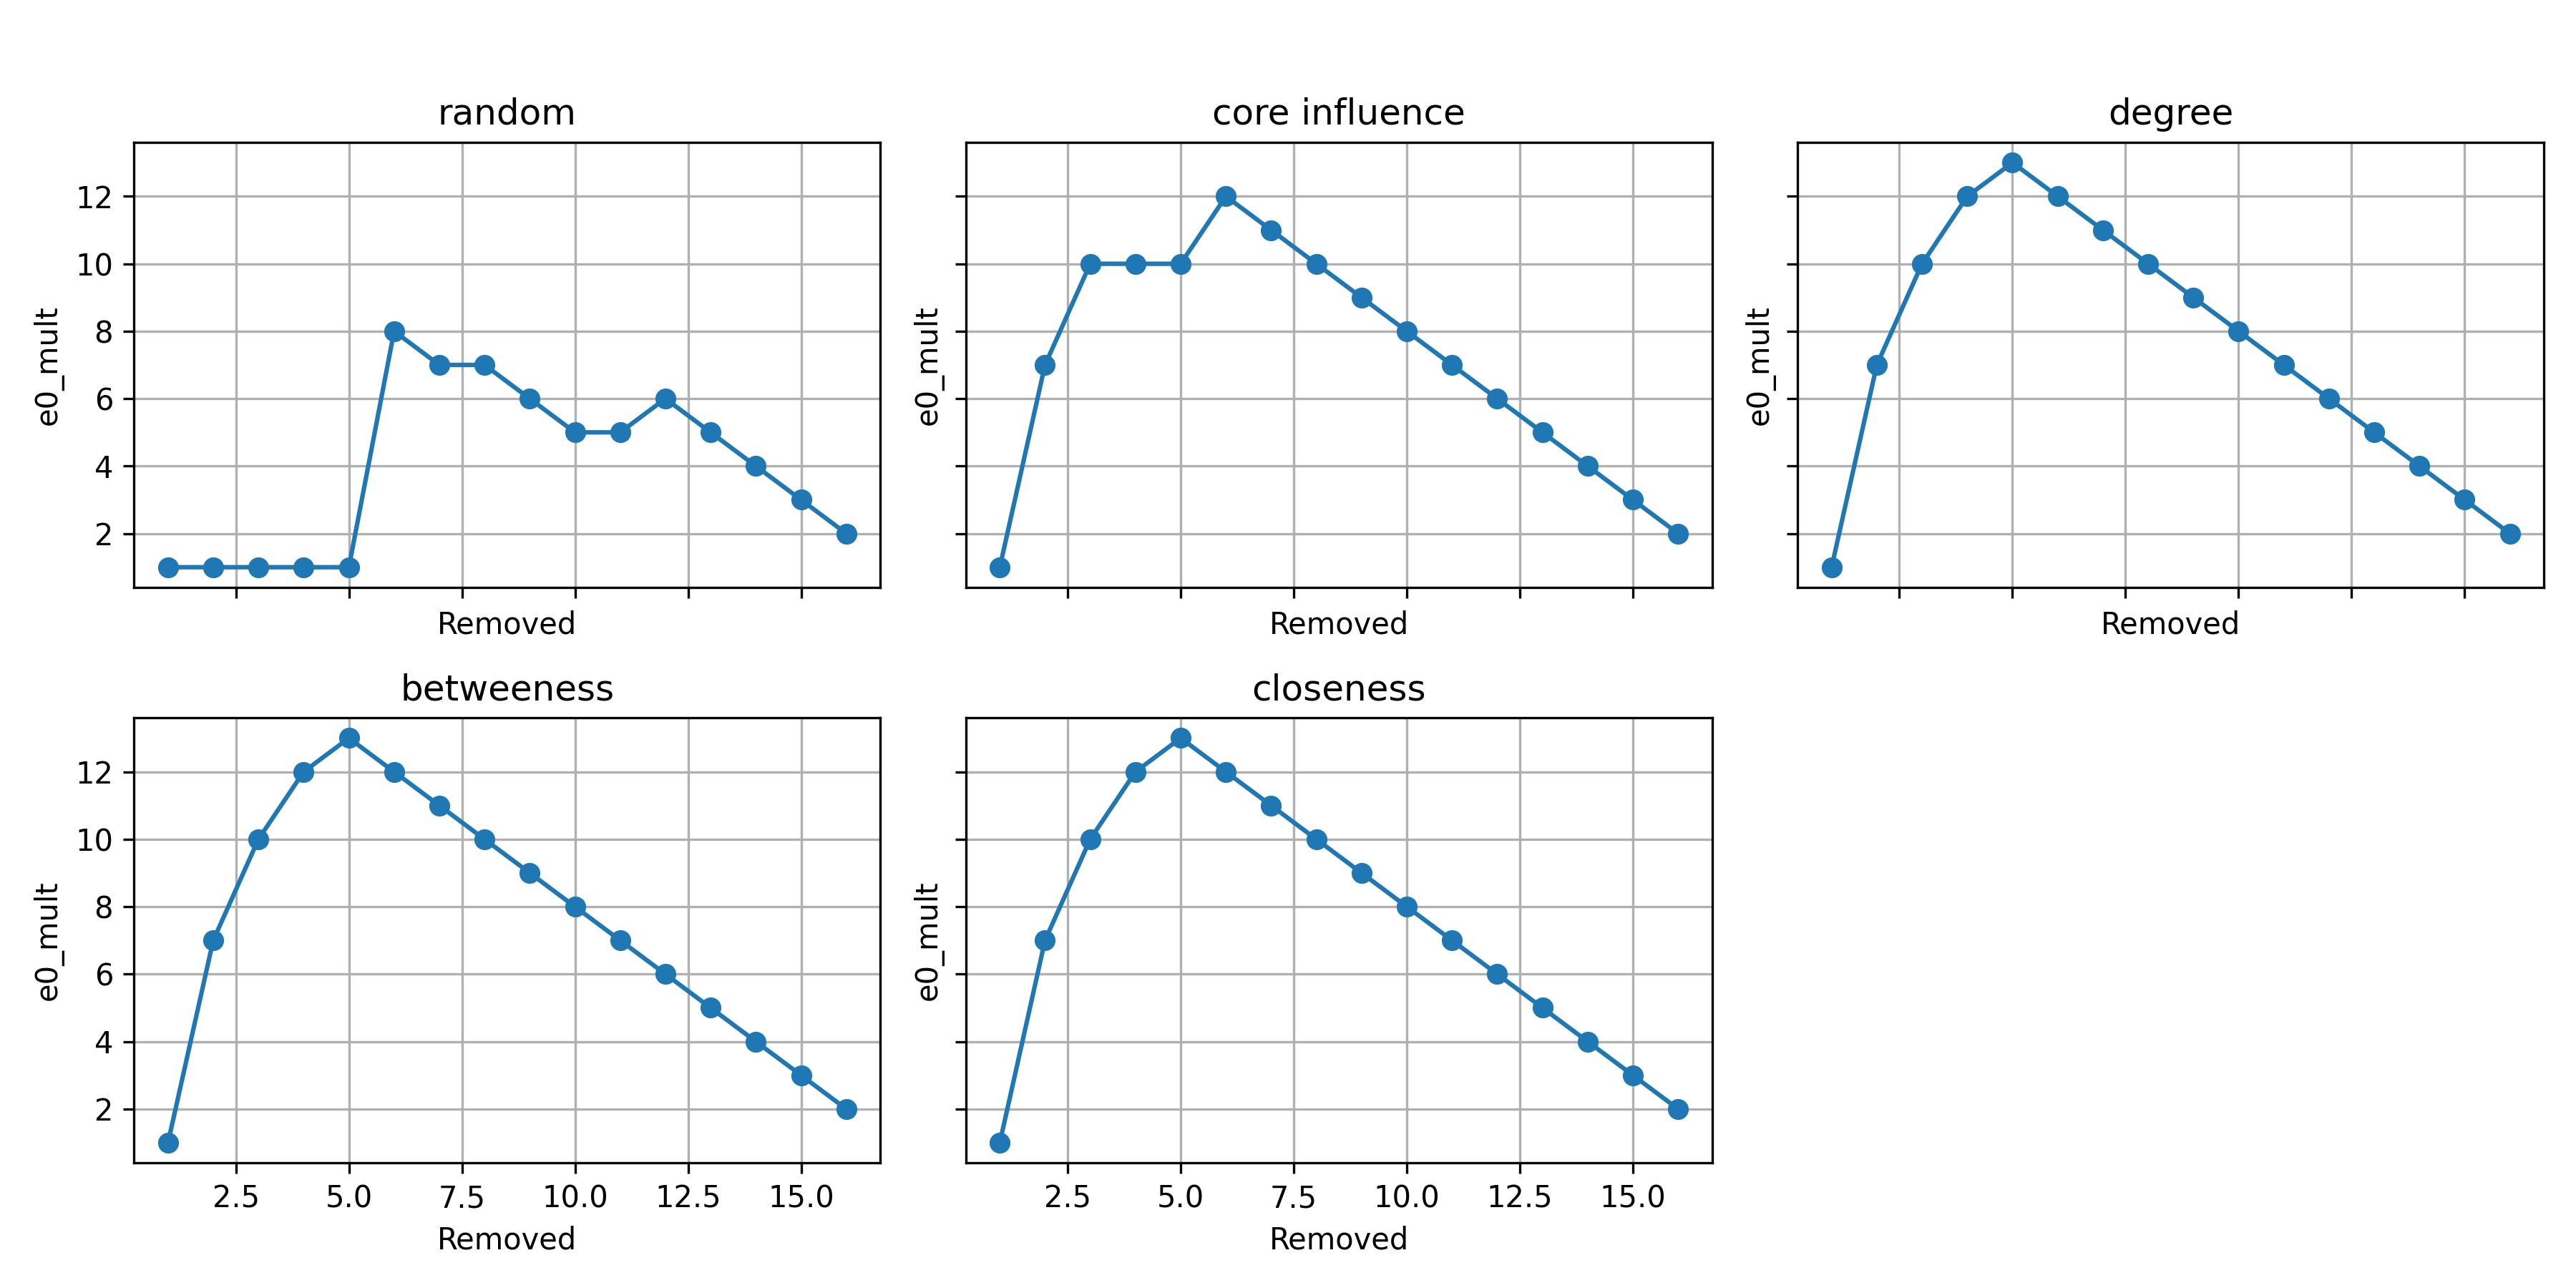 random
core influence
degree
12
10
8
6
4
2
e0_mult
e0_mult
e0_mult
Removed
Removed
Removed
betweeness
closeness
12
10
8
6
4
2
e0_mult
e0_mult
2.5 5.0 7.5 10.0 12.5 15.0
2.5 5.0 7.5 10.0 12.5 15.0
Removed
Removed